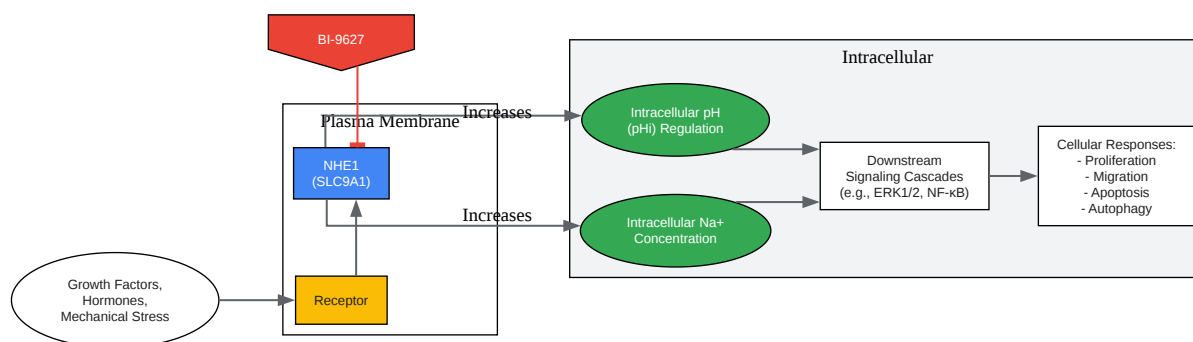 BI-9627
Intracellular
Plasma Membrane
Increases
Intracellular pH
(pHi) Regulation
NHE1
(SLC9A1)
Downstream
Signaling Cascades
(e.g., ERK1/2, NF-κB)
Cellular Responses:
- Proliferation
- Migration
- Apoptosis
- Autophagy
Increases
Intracellular Na+
Concentration
Growth Factors,
Hormones,
Mechanical Stress
Receptor